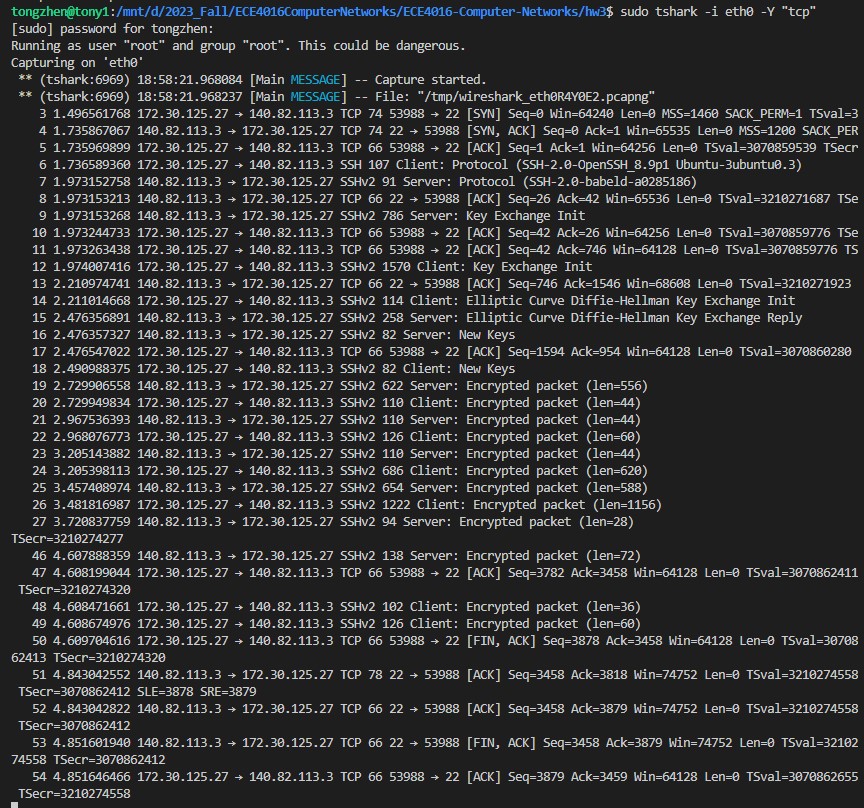 tongzhen@tony1:/mnt/d/2023_Fall/ECE4016ComputerNetworks/ECE4016-Computer-Networks/hw3$ sudo tshark -i eth0 -Y "tcp"
[sudo] password for tongzhen:
Running as user "root" and group "root". This could be dangerous.
Capturing on 'eth0'
 ** (tshark:6969) 18:58:21.968084 [Main MESSAGE] -- Capture started.
 ** (tshark:6969) 18:58:21.968237 [Main MESSAGE] -- File: "/tmp/wireshark_eth0R4Y0E2.pcapng"
    3 1.496561768 172.30.125.27 → 140.82.113.3 TCP 74 53988 → 22 [SYN] Seq=0 Win=64240 Len=0 MSS=1460 SACK_PERM=1 TSval=3
    4 1.735867067 140.82.113.3 → 172.30.125.27 TCP 74 22 → 53988 [SYN, ACK] Seq=0 Ack=1 Win=65535 Len=0 MSS=1200 SACK_PER
    5 1.735969899 172.30.125.27 → 140.82.113.3 TCP 66 53988 → 22 [ACK] Seq=1 Ack=1 Win=64256 Len=0 TSval=3070859539 TSecr
    6 1.736589360 172.30.125.27 → 140.82.113.3 SSH 107 Client: Protocol (SSH-2.0-OpenSSH_8.9p1 Ubuntu-3ubuntu0.3)
    7 1.973152758 140.82.113.3 → 172.30.125.27 SSHv2 91 Server: Protocol (SSH-2.0-babeld-a0285186)
    8 1.973153213 140.82.113.3 → 172.30.125.27 TCP 66 22 → 53988 [ACK] Seq=26 Ack=42 Win=65536 Len=0 TSval=3210271687 TSe
    9 1.973153268 140.82.113.3 → 172.30.125.27 SSHv2 786 Server: Key Exchange Init
   10 1.973244733 172.30.125.27 → 140.82.113.3 TCP 66 53988 → 22 [ACK] Seq=42 Ack=26 Win=64256 Len=0 TSval=3070859776 TSe
   11 1.973263438 172.30.125.27 → 140.82.113.3 TCP 66 53988 → 22 [ACK] Seq=42 Ack=746 Win=64128 Len=0 TSval=3070859776 TS
   12 1.974007416 172.30.125.27 → 140.82.113.3 SSHv2 1570 Client: Key Exchange Init
   13 2.210974741 140.82.113.3 → 172.30.125.27 TCP 66 22 → 53988 [ACK] Seq=746 Ack=1546 Win=68608 Len=0 TSval=3210271923
   14 2.211014668 172.30.125.27 → 140.82.113.3 SSHv2 114 Client: Elliptic Curve Diffie-Hellman Key Exchange Init
   15 2.476356891 140.82.113.3 → 172.30.125.27 SSHv2 258 Server: Elliptic Curve Diffie-Hellman Key Exchange Reply
   16 2.476357327 140.82.113.3 → 172.30.125.27 SSHv2 82 Server: New Keys
   17 2.476547022 172.30.125.27 → 140.82.113.3 TCP 66 53988 → 22 [ACK] Seq=1594 Ack=954 Win=64128 Len=0 TSval=3070860280
   18 2.490988375 172.30.125.27 → 140.82.113.3 SSHv2 82 Client: New Keys
   19 2.729906558 140.82.113.3 → 172.30.125.27 SSHv2 622 Server: Encrypted packet (len=556)
   20 2.729949834 172.30.125.27 → 140.82.113.3 SSHv2 110 Client: Encrypted packet (len=44)
   21 2.967536393 140.82.113.3 → 172.30.125.27 SSHv2 110 Server: Encrypted packet (len=44)
   22 2.968076773 172.30.125.27 → 140.82.113.3 SSHv2 126 Client: Encrypted packet (len=60)
   23 3.205143882 140.82.113.3 → 172.30.125.27 SSHv2 110 Server: Encrypted packet (len=44)
   24 3.205398113 172.30.125.27 → 140.82.113.3 SSHv2 686 Client: Encrypted packet (len=620)
   25 3.457408974 140.82.113.3 → 172.30.125.27 SSHv2 654 Server: Encrypted packet (len=588)
   26 3.481816987 172.30.125.27 → 140.82.113.3 SSHv2 1222 Client: Encrypted packet (len=1156)
   27 3.720837759 140.82.113.3 → 172.30.125.27 SSHv2 94 Server: Encrypted packet (len=28)
TSecr=3210274277
   46 4.607888359 140.82.113.3 → 172.30.125.27 SSHv2 138 Server: Encrypted packet (len=72)
   47 4.608199044 172.30.125.27 → 140.82.113.3 TCP 66 53988 → 22 [ACK] Seq=3782 Ack=3458 Win=64128 Len=0 TSval=3070862411
 TSecr=3210274320
   48 4.608471661 172.30.125.27 → 140.82.113.3 SSHv2 102 Client: Encrypted packet (len=36)
   49 4.608674976 172.30.125.27 → 140.82.113.3 SSHv2 126 Client: Encrypted packet (len=60)
   50 4.609704616 172.30.125.27 → 140.82.113.3 TCP 66 53988 → 22 [FIN, ACK] Seq=3878 Ack=3458 Win=64128 Len=0 TSval=30708
62413 TSecr=3210274320
   51 4.843042552 140.82.113.3 → 172.30.125.27 TCP 78 22 → 53988 [ACK] Seq=3458 Ack=3818 Win=74752 Len=0 TSval=3210274558
 TSecr=3070862412 SLE=3878 SRE=3879
   52 4.843042822 140.82.113.3 → 172.30.125.27 TCP 66 22 → 53988 [ACK] Seq=3458 Ack=3879 Win=74752 Len=0 TSval=3210274558
 TSecr=3070862412
   53 4.851601940 140.82.113.3 → 172.30.125.27 TCP 66 22 → 53988 [FIN, ACK] Seq=3458 Ack=3879 Win=74752 Len=0 TSval=32102
74558 TSecr=3070862412
   54 4.851646466 172.30.125.27 → 140.82.113.3 TCP 66 53988 → 22 [ACK] Seq=3879 Ack=3459 Win=64128 Len=0 TSval=3070862655
 TSecr=3210274558